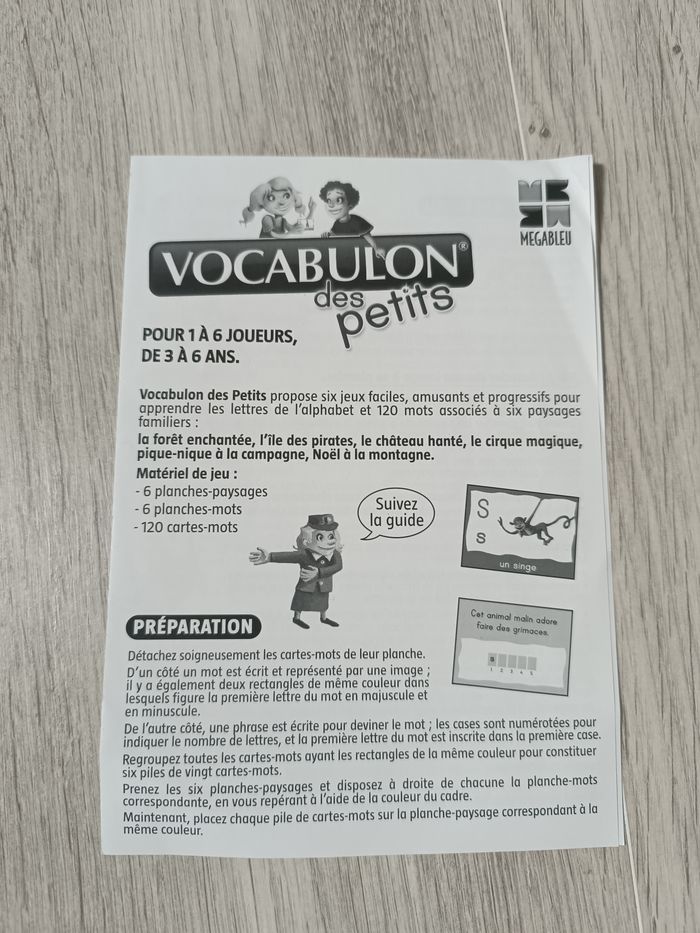 MEGABLEU
VOCABULON®
des
petits
POUR 1 À 6 JOUEURS,
DE 3 À 6 ANS.
Vocabulon des Petits propose six jeux faciles, amusants et progressifs pour
apprendre les lettres de l'alphabet et 120 mots associés à six paysages
familiers :
la forêt enchantée, l'île des pirates, le château hanté, le cirque magique,
pique-nique à la campagne, Noël à la montagne.
Matériel de jeu :
- 6 planches-paysages
- 6 planches-mots
- 120 cartes-mots
Suivez
la guide
S
s
un singe
Cet animal malin adore
faire des grimaces.
s
1 2 3 4 5
PRÉPARATION
Détachez soigneusement les cartes-mots de leur planche.
D'un côté un mot est écrit et représenté par une image ;
il y a également deux rectangles de même couleur dans
lesquels figure la première lettre du mot en majuscule et
en minuscule.
De l'autre côté, une phrase est écrite pour deviner le mot ; les cases sont numérotées pour
indiquer le nombre de lettres, et la première lettre du mot est inscrite dans la première case.
Regroupez toutes les cartes-mots ayant les rectangles de la même couleur pour constituer
six piles de vingt cartes-mots.
Prenez les six planches-paysages et disposez à droite de chacune la planche-mots
correspondante, en vous repérant à l'aide de la couleur du cadre.
Maintenant, placez chaque pile de cartes-mots sur la planche-paysage correspondant à la
même couleur.